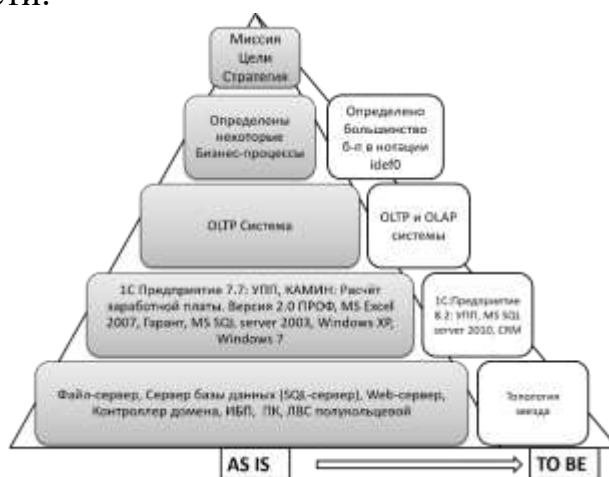 сти.
Миссия
Цели
Стратегия
Определены
некоторые
Бизнес-процессы
Определено
большинство
б-п в нотации
idef0
OLTP Система
OLTP и OLAP
системы
1С Предприятие 7.7: УПП, КАМИН: Расчёт
заработной платы. Версия 2.0 ПРОФ, MS Excel
2007, Гарант, MS SQL server 2003, Windows XP,
Windows 7
1С:Предприятие
8.2: УПП, MS SQL
server 2010, CRM
Файл-сервер, Сервер базы данных (SQL-сервер), Web-сервер,
Контроллер домена, ИБП, ПК, ЛВС полукольцевой
Топология
звезда
AS IS
TO BE